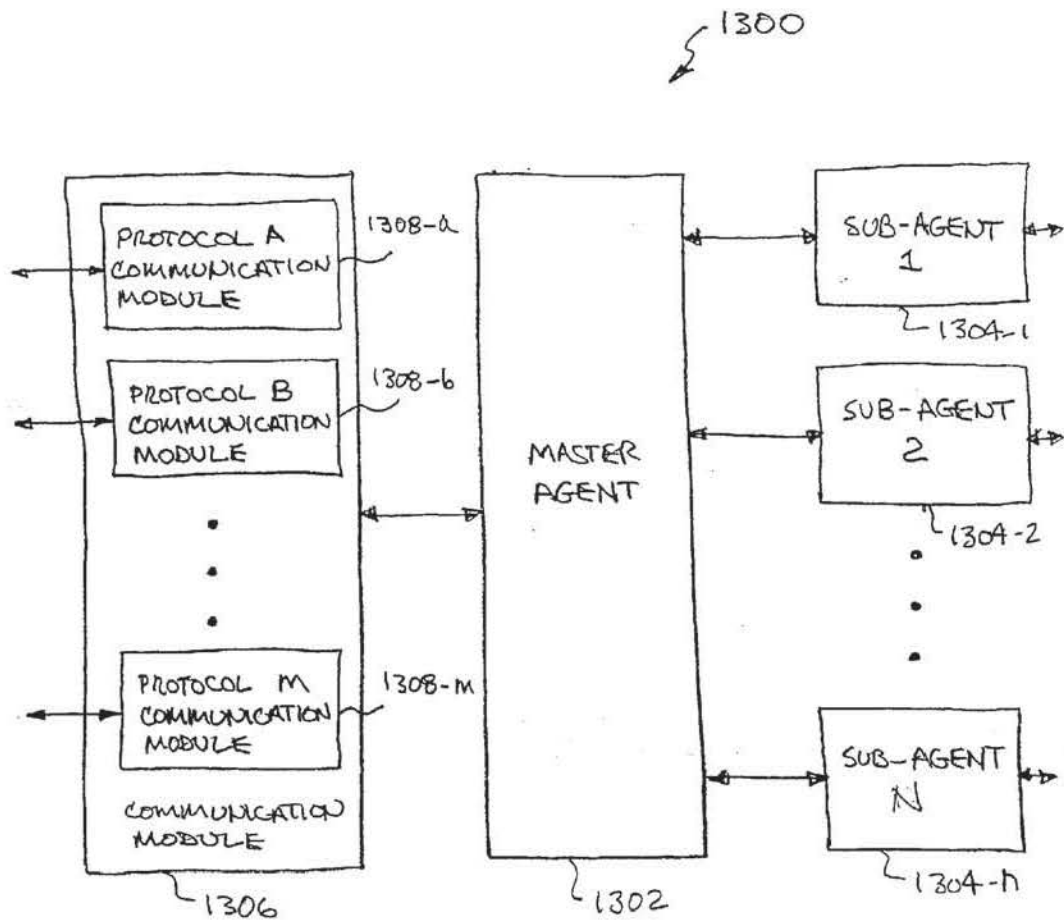 1300
PROTOCOL A
COMMUNICATION
MODULE
1308-a
PROTOCOL B
COMMUNICATION
MODULE
1308-b
PROTOCOL M
COMMUNICATION
MODULE
1308-m
COMMUNICATION
MODULE
1306
MASTER
AGENT
1302
SUB-AGENT
1
1304-1
SUB-AGENT
2
1304-2
SUB-AGENT
N
1304-n